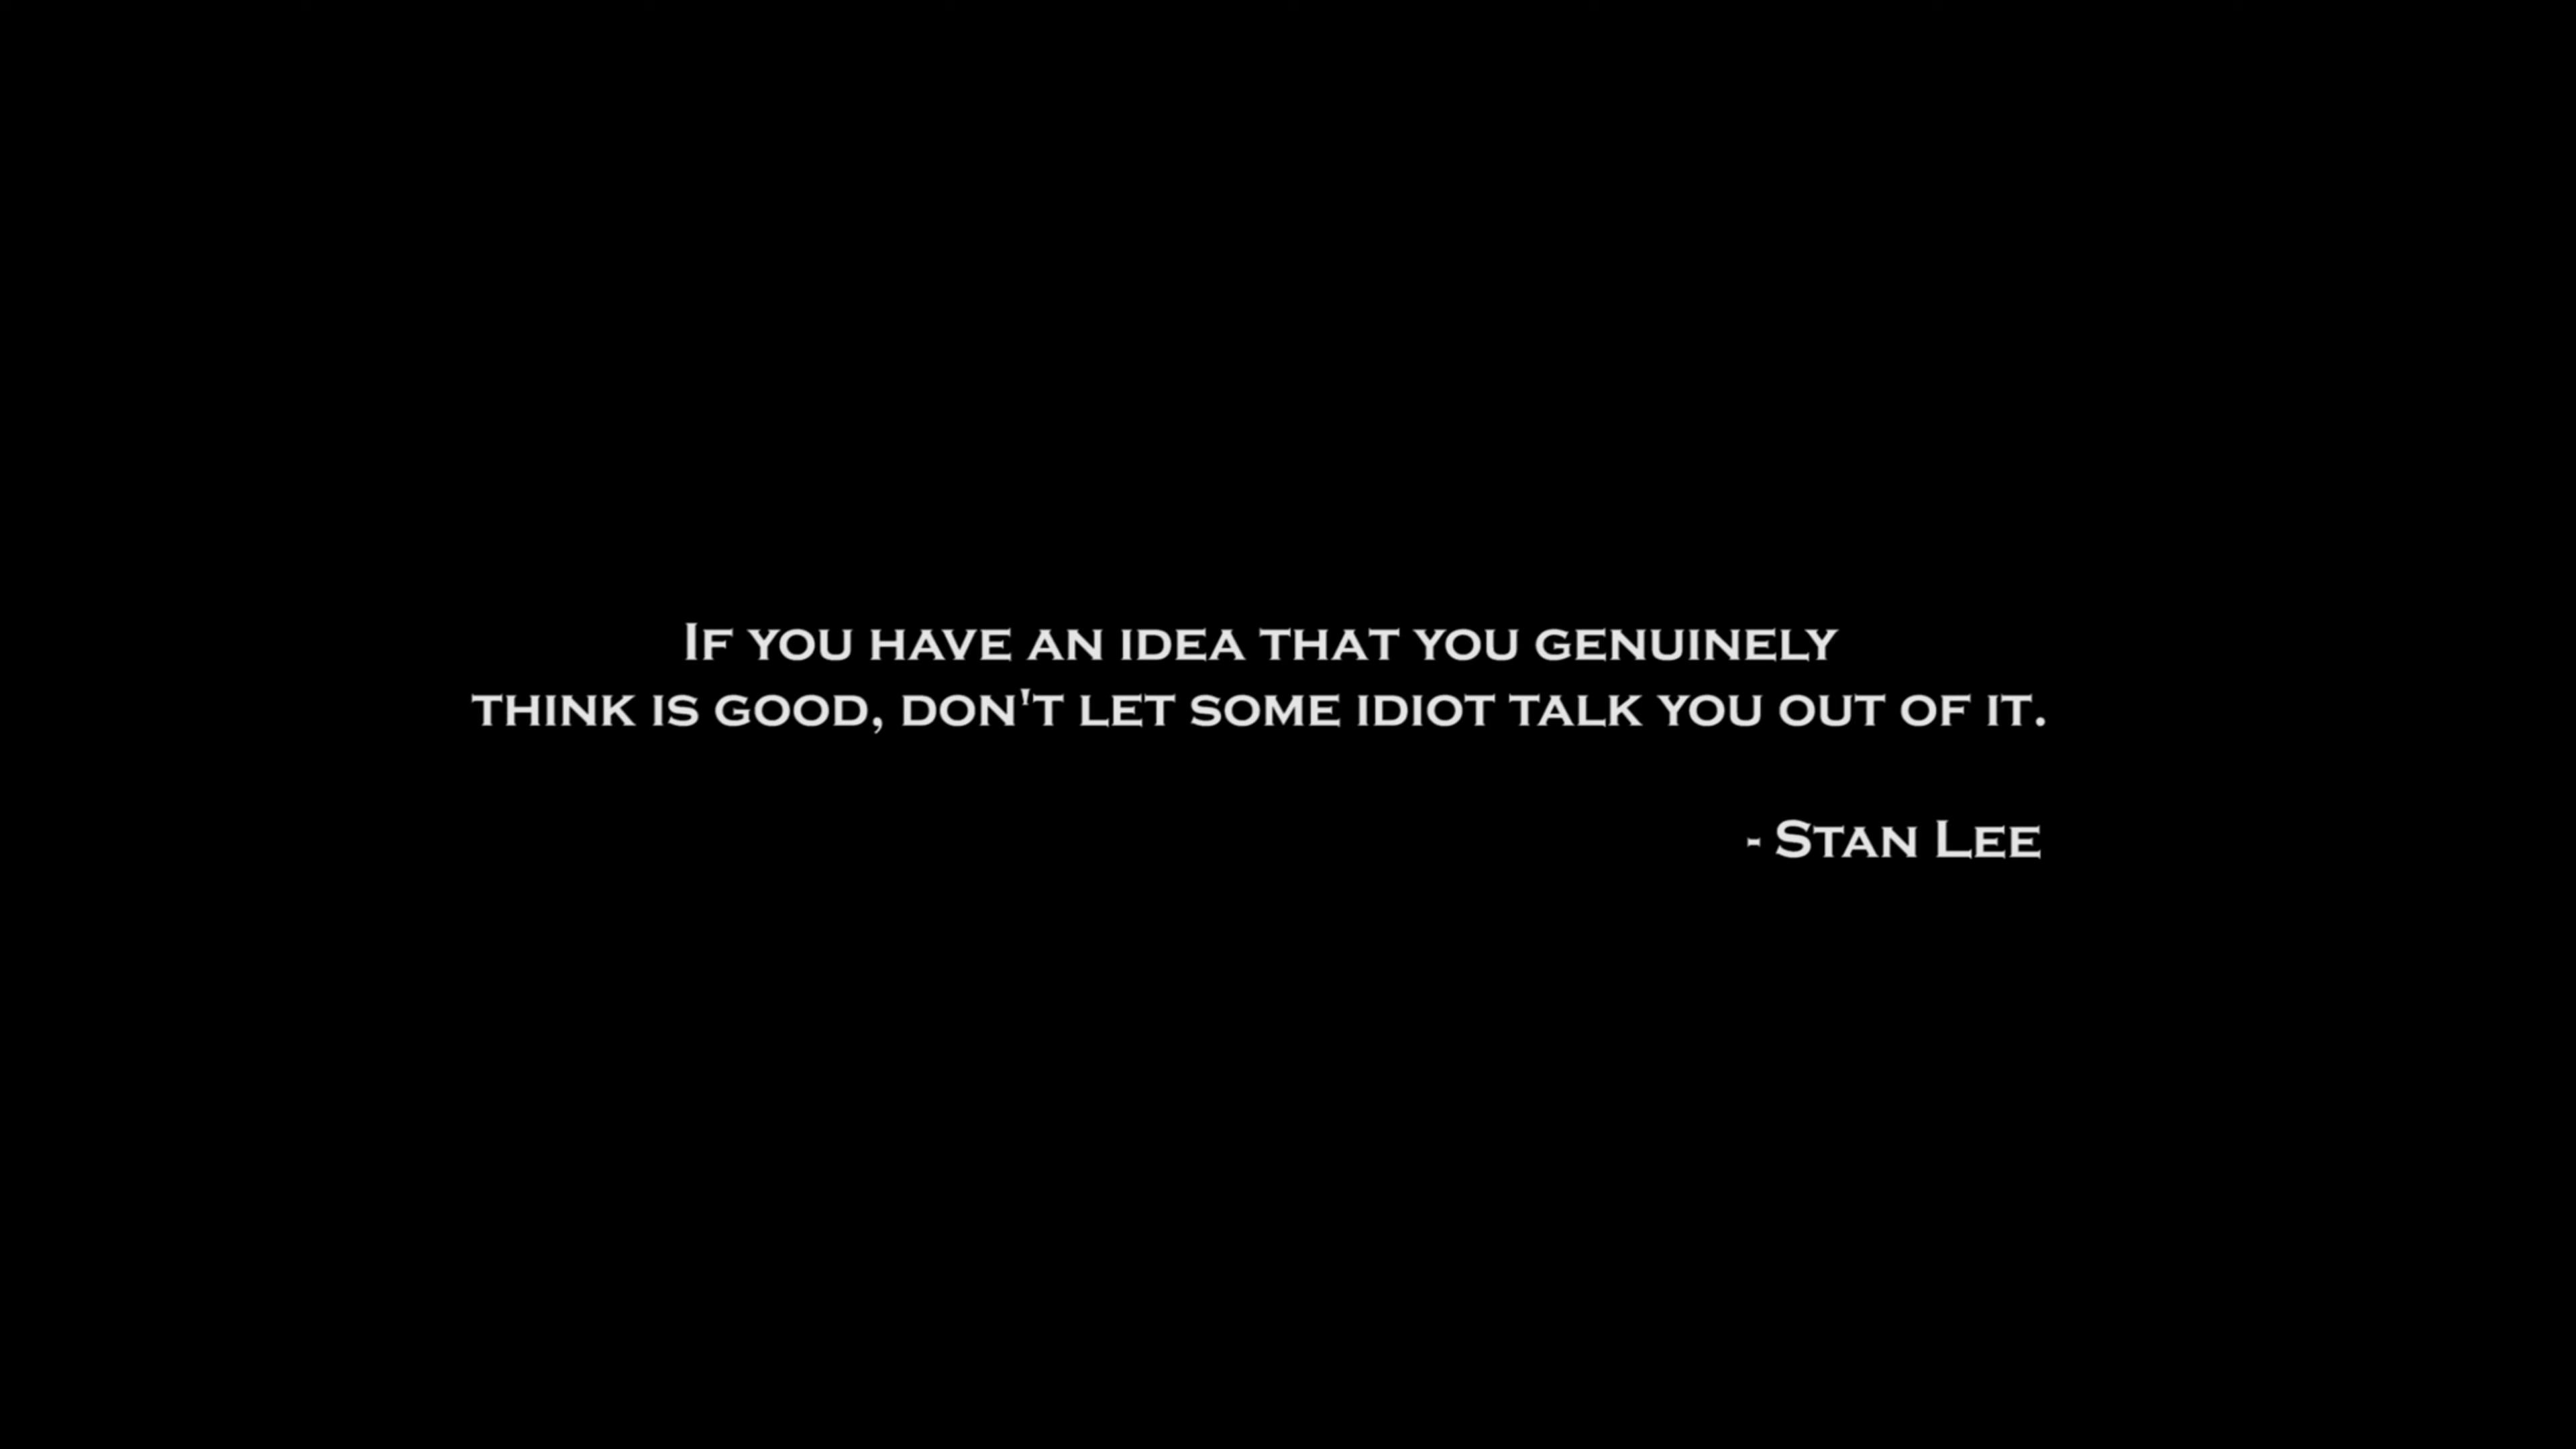 If you have an idea that you genuinely
think is good, don't let some idiot talk you out of it.
- Stan Lee